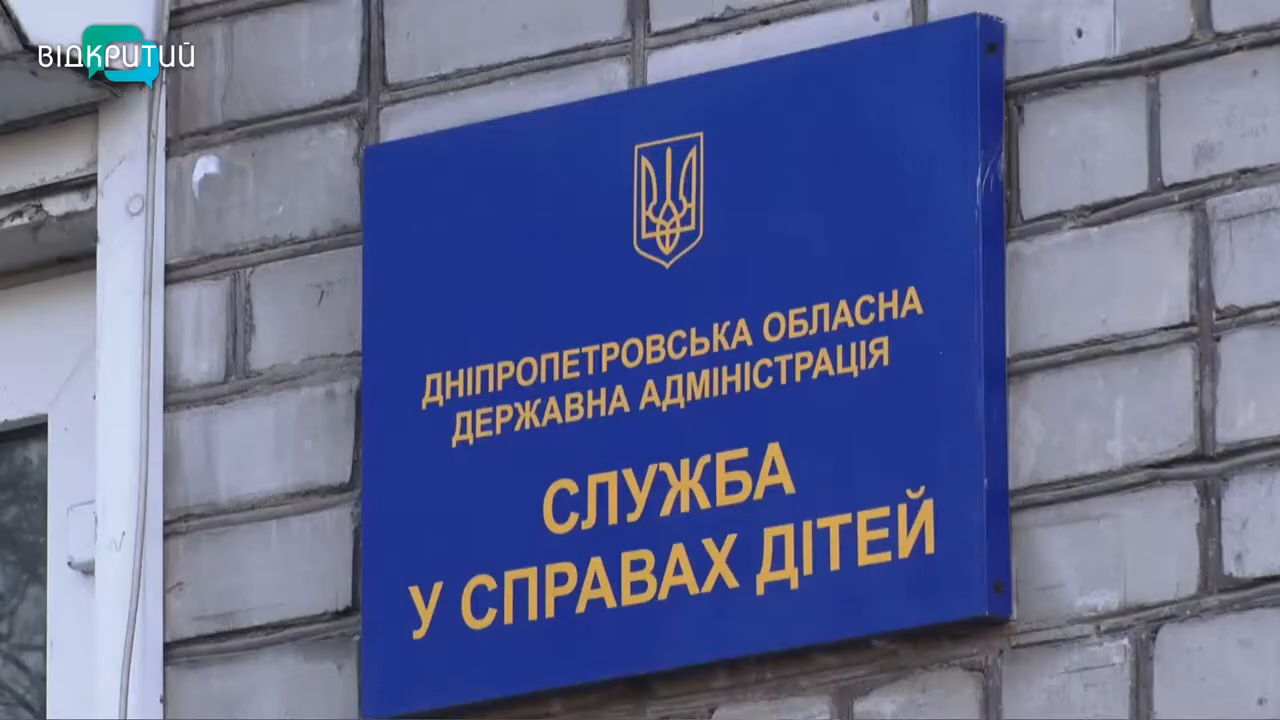 ВІДКРИТИЙ
ДНІПРОПЕТРОВСЬКА ОБЛАСНА
ДЕРЖАВНА АДМІНІСТРАЦІЯ
СЛУЖБА
У СПРАВАХ ДІТЕЙ